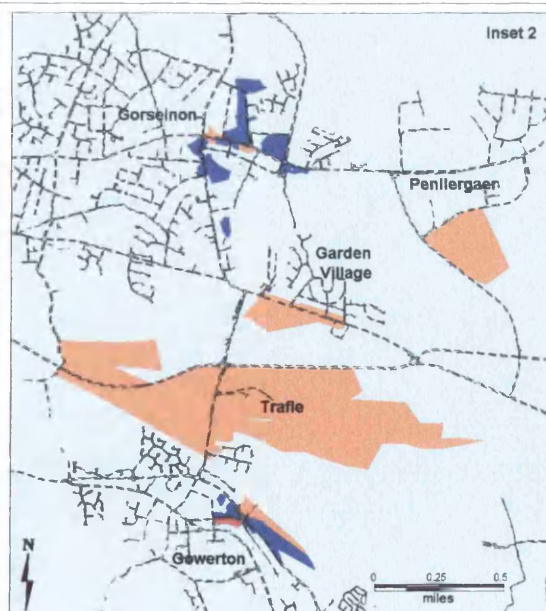 Inset 2
Gorseinon
Penllergaer
Garden
Village
Trafle
Gowerton
N
0 0.25 0.5
miles